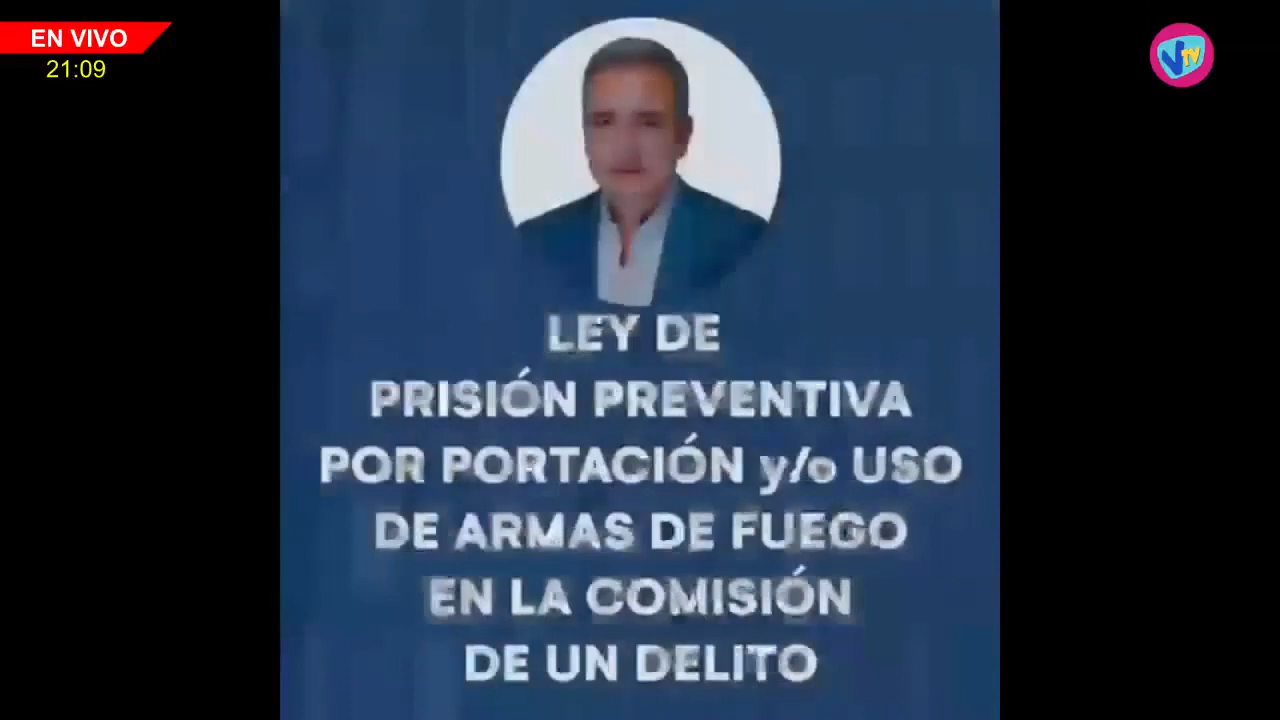 EN VIVO
21:09
VTV
LEY DE
PRISIÓN PREVENTIVA
POR PORTACIÓN y/o USO
DE ARMAS DE FUEGO
EN LA COMISIÓN
DE UN DELITO